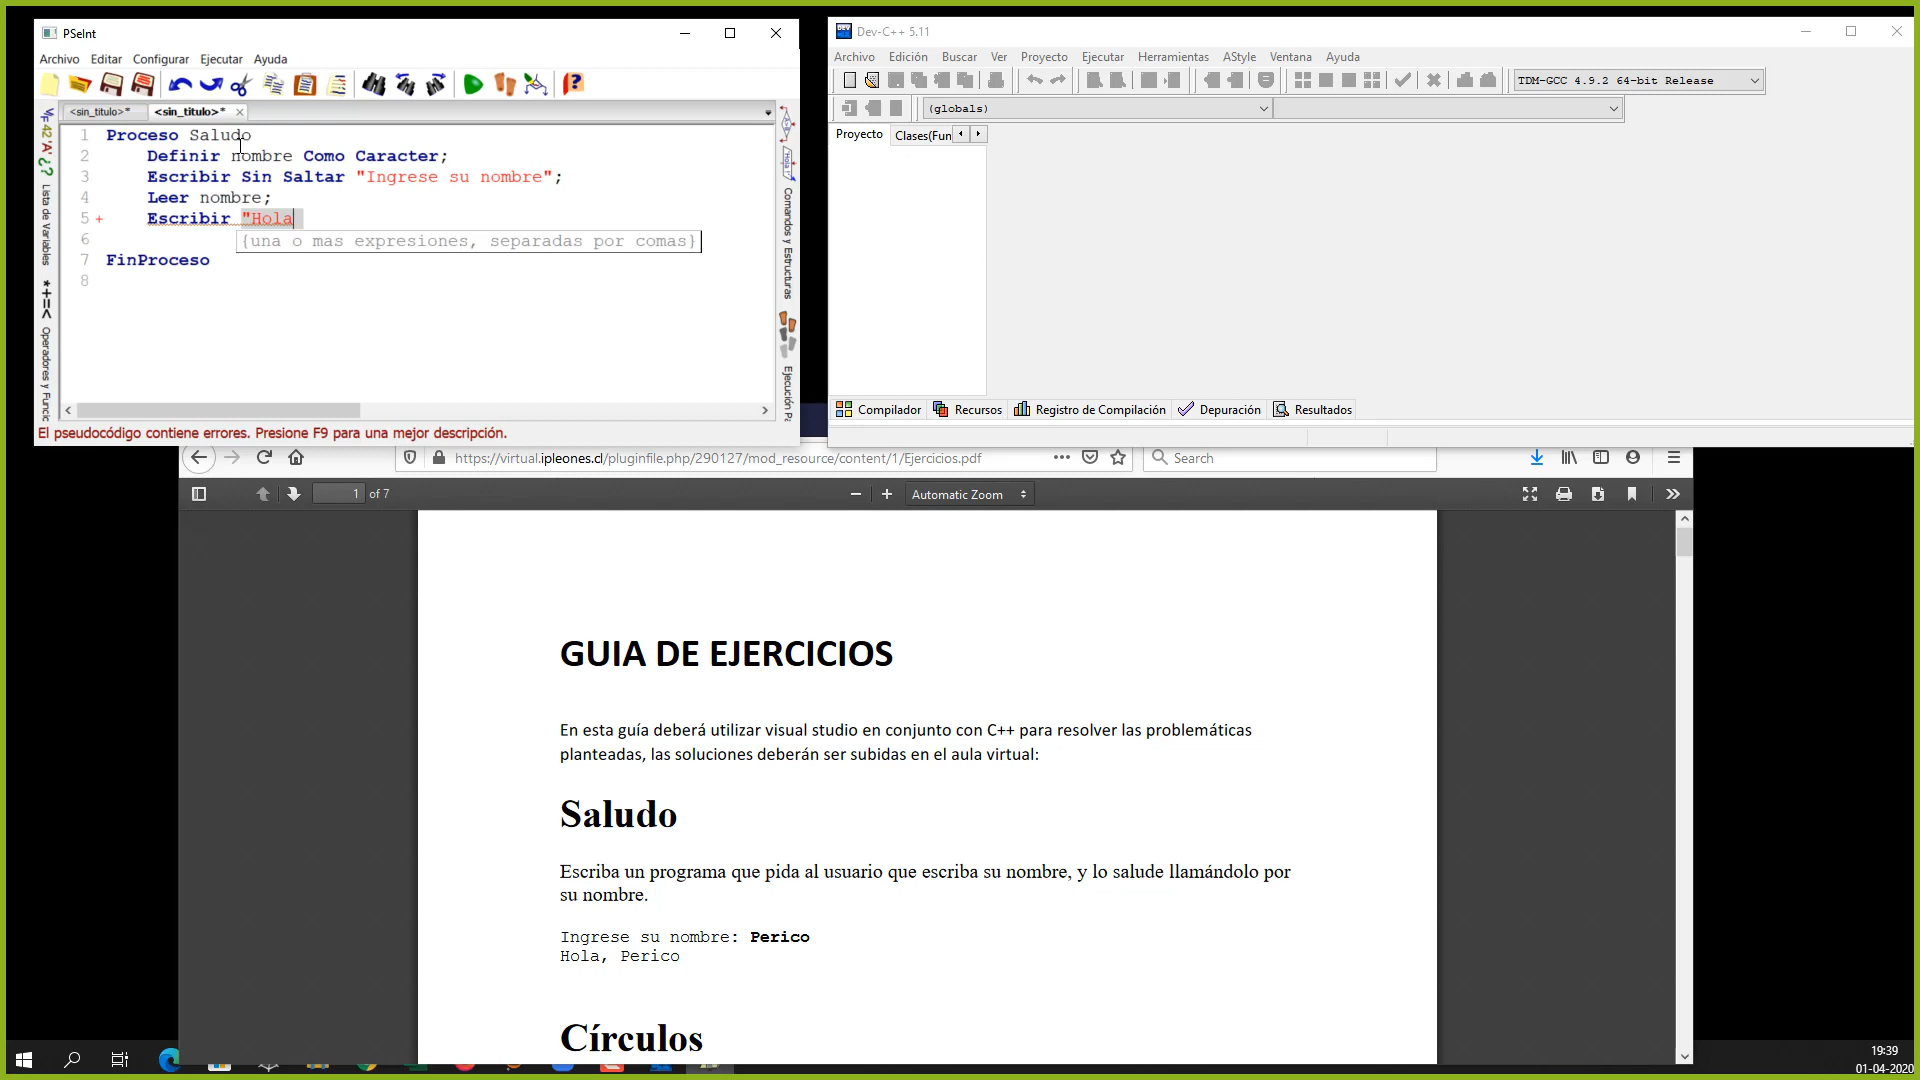 PSeInt
Archivo Editar Configurar Ejecutar Ayuda
<sin_titulo>* <sin_titulo>*
1 Proceso Saludo
2 Definir nombre Como Caracter;
3 Escribir Sin Saltar "Ingrese su nombre";
4 Leer nombre;
5 + Escribir "Hola
6 {una o mas expresiones, separadas por comas}
7 FinProceso
8
Lista de Variables
*+=<
Operadores y Func
Comandos y Estructuras
Ejecución P
El pseudocódigo contiene errores. Presione F9 para una mejor descripción.
Dev-C++ 5.11
Archivo Edición Buscar Ver Proyecto Ejecutar Herramientas AStyle Ventana Ayuda
TDM-GCC 4.9.2 64-bit Release
(globals)
Proyecto Clases(Fun
Compilador Recursos Registro de Compilación Depuración Resultados
https://virtual.ipleones.cl/pluginfile.php/290127/mod_resource/content/1/Ejercicios.pdf
Search
1 of 7
Automatic Zoom
GUIA DE EJERCICIOS
En esta guía deberá utilizar visual studio en conjunto con C++ para resolver las problemáticas
planteadas, las soluciones deberán ser subidas en el aula virtual:
Saludo
Escriba un programa que pida al usuario que escriba su nombre, y lo salude llamándolo por
su nombre.
Ingrese su nombre: Perico
Hola, Perico
Círculos
19:39
01-04-2020